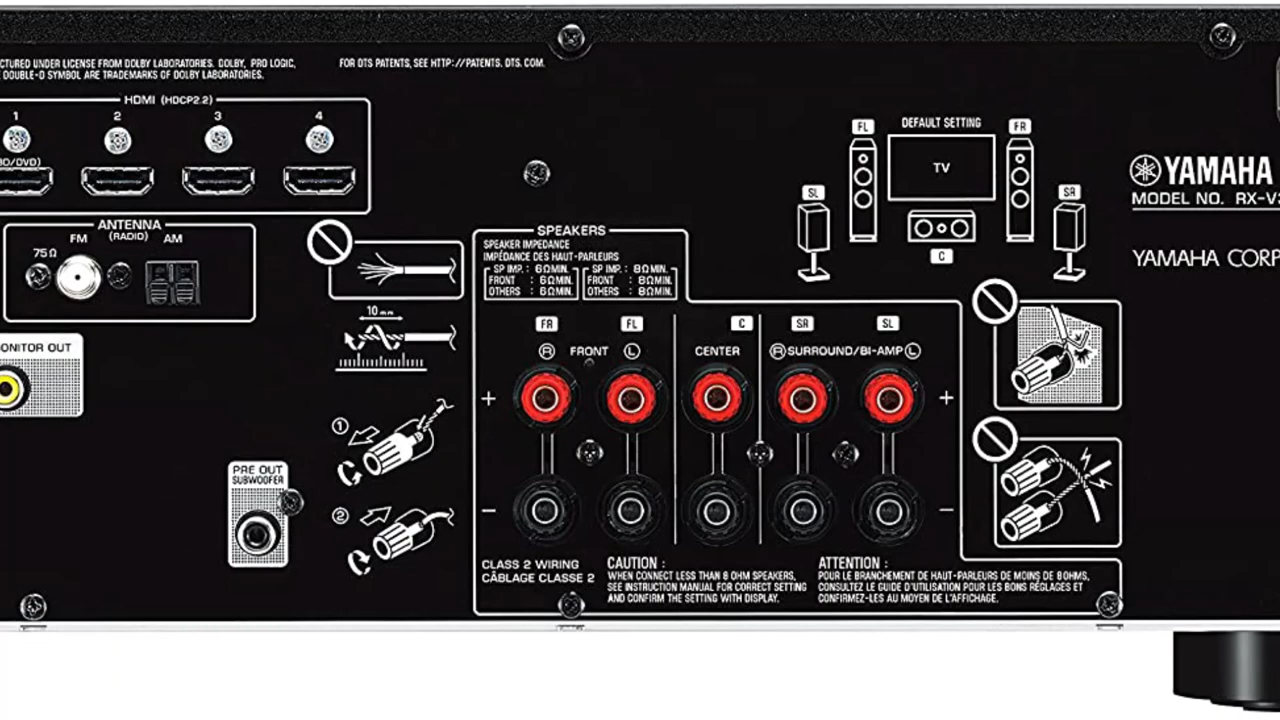 CTURED UNDER LICENSE FROM DOLBY LABORATORIES. DOLBY, PRO LOGIC,
DOUBLE-D SYMBOL ARE TRADEMARKS OF DOLBY LABORATORIES.
FOR DTS PATENTS, SEE HTTP://PATENTS. DTS. COM.
HDMI (HDCP2.2)
1 2 3 4
BD/DVD)
ANTENNA
(RADIO)
FM AM
75Ω
ONITOR OUT
PRE OUT
SUBWOOFER
10 mm
①
②
SPEAKERS
SPEAKER IMPEDANCE
IMPÉDANCE DES HAUT-PARLEURS
SP IMP. : 6ΩMIN. SP IMP. : 8ΩMIN.
FRONT : 6ΩMIN. FRONT : 8ΩMIN.
OTHERS : 6ΩMIN. OTHERS : 8ΩMIN.
FR FL C SR SL
Ⓡ FRONT Ⓛ CENTER Ⓡ SURROUND/BI-AMP Ⓛ
+ +
− −
CLASS 2 WIRING
CÂBLAGE CLASSE 2
CAUTION :
WHEN CONNECT LESS THAN 8 OHM SPEAKERS,
SEE INSTRUCTION MANUAL FOR CORRECT SETTING
AND CONFIRM THE SETTING WITH DISPLAY.
ATTENTION :
POUR LE BRANCHEMENT DE HAUT-PARLEURS DE MOINS DE 8 OHMS,
CONSULTEZ LE GUIDE D'UTILISATION POUR LES BONS RÉGLAGES ET
CONFIRMEZ-LES AU MOYEN DE L'AFFICHAGE.
DEFAULT SETTING
FL FR
TV
SL SR
C
YAMAHA
MODEL NO. RX-V3
YAMAHA CORP